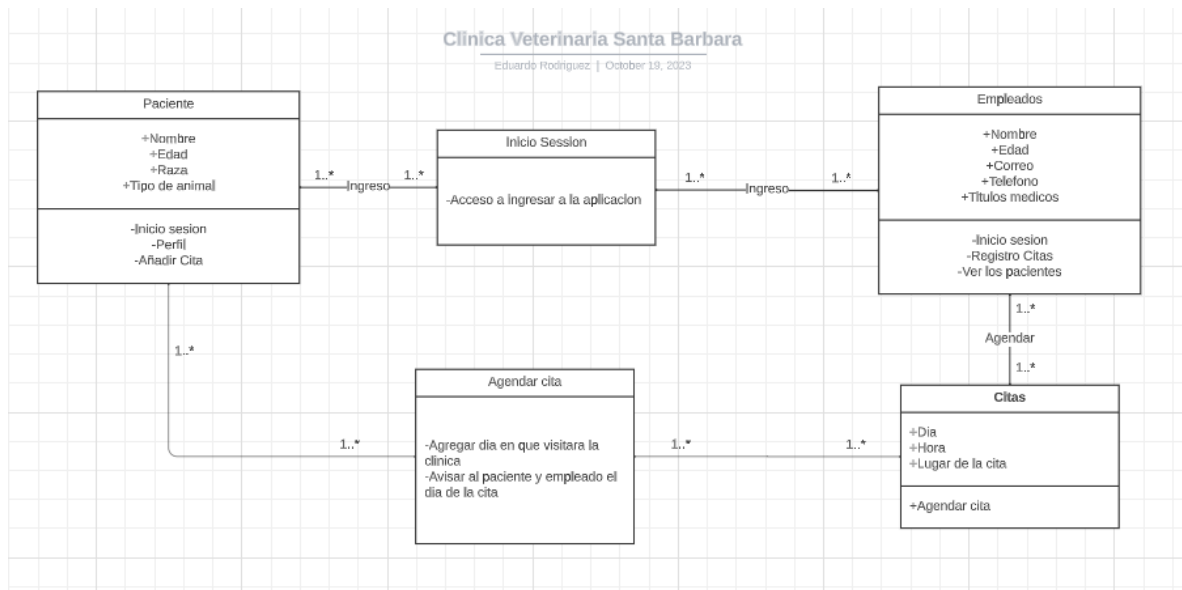 Clinica Veterinaria Santa Barbara
Eduardo Rodriguez | October 19, 2023
Paciente
+Nombre
+Edad
+Raza
+Tipo de animal
-Inicio sesion
-Perfil
-Añadir Cita
1..*
Ingreso
1..*
Inicio Session
-Acceso a ingresar a la aplicacion
1..*
Ingreso
1..*
Empleados
+Nombre
+Edad
+Correo
+Telefono
+Titulos medicos
-Inicio sesion
-Registro Citas
-Ver los pacientes
1..*
Agendar
1..*
1..*
1..*
Agendar cita
-Agregar dia en que visitara la
clinica
-Avisar al paciente y empleado el
dia de la cita
1..*
1..*
Citas
+Dia
+Hora
+Lugar de la cita
+Agendar cita